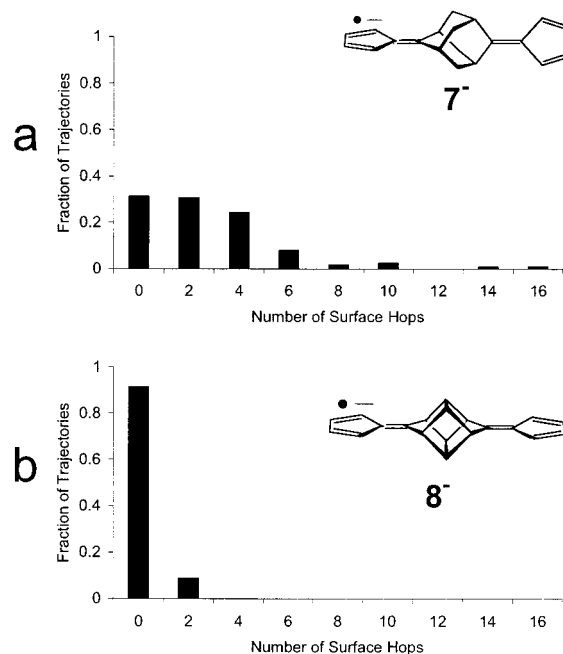 a
Fraction of Trajectories
1
0.8
0.6
0.4
0.2
0
0 2 4 6 8 10 12 14 16
Number of Surface Hops
• —
7⁻
b
Fraction of Trajectories
1
0.8
0.6
0.4
0.2
0
0 2 4 6 8 10 12 14 16
Number of Surface Hops
• —
8⁻